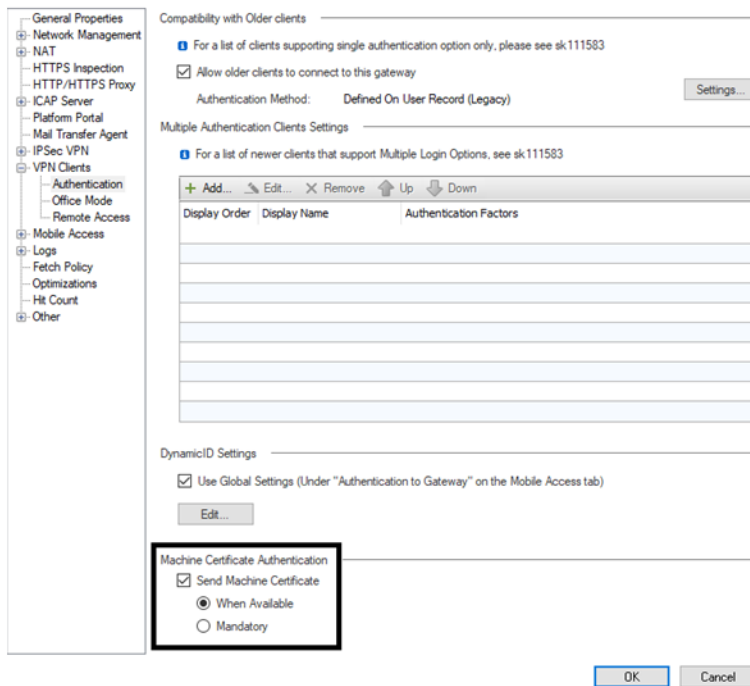 General Properties
Network Management
NAT
HTTPS Inspection
HTTP/HTTPS Proxy
ICAP Server
Platform Portal
Mail Transfer Agent
IPSec VPN
VPN Clients
Authentication
Office Mode
Remote Access
Mobile Access
Logs
Fetch Policy
Optimizations
Hit Count
Other
Compatibility with Older clients
For a list of clients supporting single authentication option only, please see sk111583
Allow older clients to connect to this gateway
Authentication Method: Defined On User Record (Legacy)
Settings...
Multiple Authentication Clients Settings
For a list of newer clients that support Multiple Login Options, see sk111583
Add... Edit... Remove Up Down
Display Order Display Name Authentication Factors
DynamicID Settings
Use Global Settings (Under "Authentication to Gateway" on the Mobile Access tab)
Edit...
Machine Certificate Authentication
Send Machine Certificate
When Available
Mandatory
OK Cancel